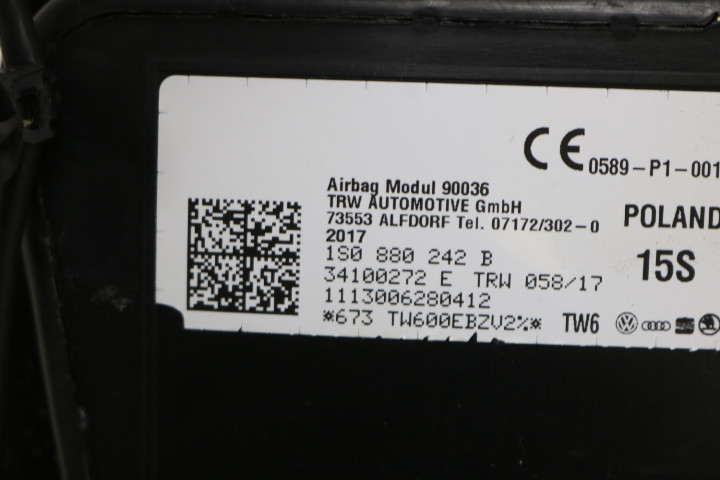 CE 0589-P1-001
Airbag Modul 90036
TRW AUTOMOTIVE GmbH
73553 ALFDORF Tel. 07172/302-0
POLAND
2017
1S0 880 242 B
15S
34100272 E TRW 058/17
1113006280412
*673 TW600EBZV2%* TW6